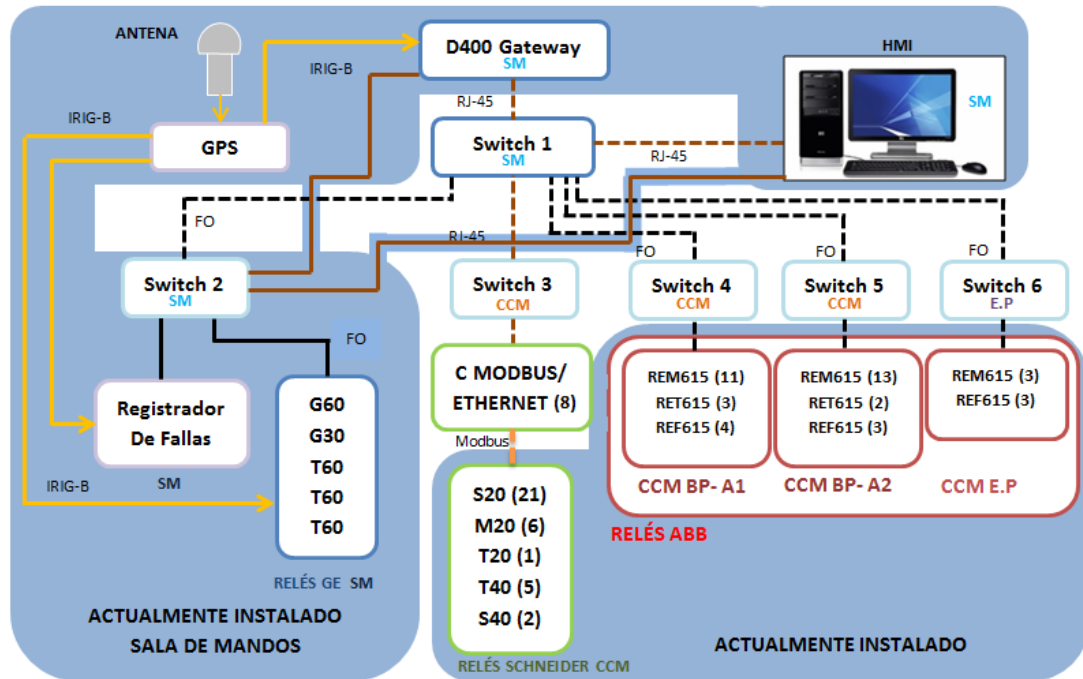 ANTENA
D400 Gateway
SM
HMI
SM
IRIG-B
RJ-45
IRIG-B
GPS
Switch 1
SM
RJ-45
FO
RJ-45
FO
FO
FO
Switch 2
SM
Switch 3
CCM
Switch 4
CCM
Switch 5
CCM
Switch 6
E.P
FO
Registrador
De Fallas
SM
IRIG-B
G60
G30
T60
T60
T60
RELÉS GE SM
ACTUALMENTE INSTALADO
SALA DE MANDOS
C MODBUS/
ETHERNET (8)
Modbus
S20 (21)
M20 (6)
T20 (1)
T40 (5)
S40 (2)
RELÉS SCHNEIDER CCM
REM615 (11)
RET615 (3)
REF615 (4)
CCM BP- A1
REM615 (13)
RET615 (2)
REF615 (3)
CCM BP- A2
REM615 (3)
REF615 (3)
CCM E.P
RELÉS ABB
ACTUALMENTE INSTALADO